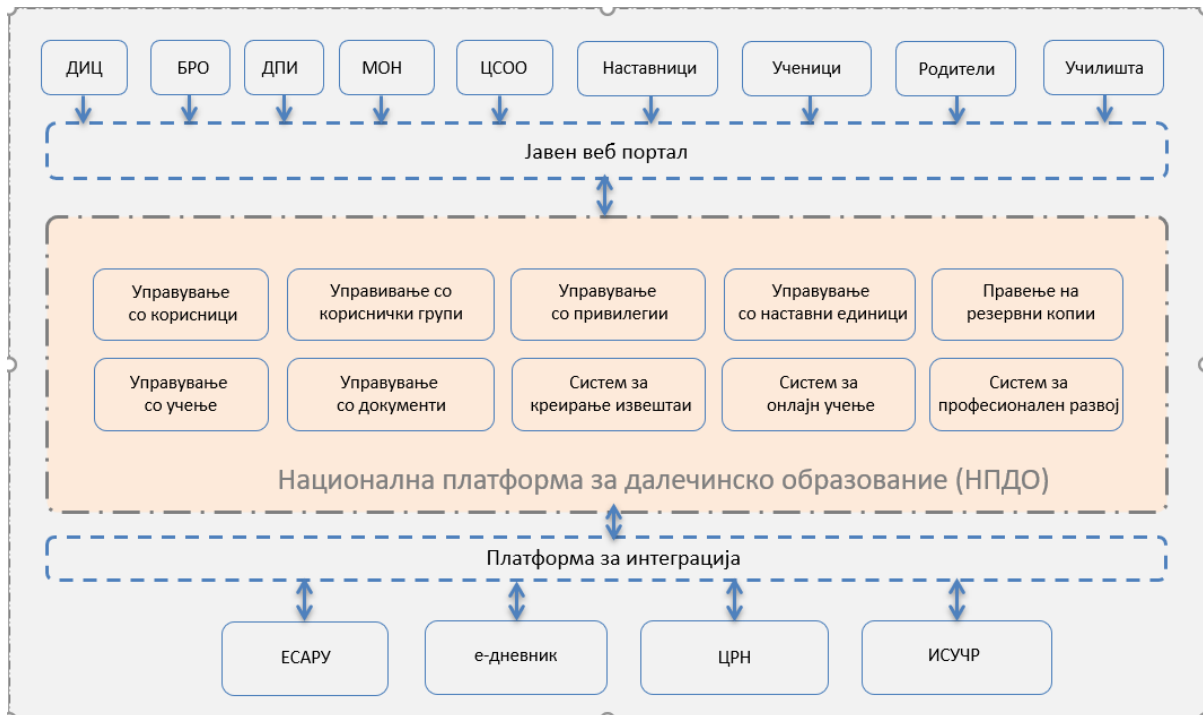 ДИЦ
БРО
ДПИ
МОН
ЦСОО
Наставници
Ученици
Родители
Училишта
Јавен веб портал
Управување
со корисници
Управивање со
кориснички групи
Управување
со привилегии
Управување
со наставни единици
Правење на
резервни копии
Управување
со учење
Управување
со документи
Систем за
креирање извештаи
Систем за
онлајн учење
Систем за
професионален развој
Национална платформа за далечинско образование (НПДО)
Платформа за интеграција
ЕСАРУ
е-дневник
ЦРН
ИСУЧР